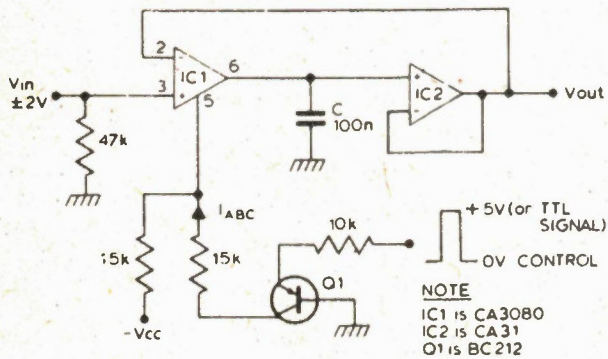 2
IC1
6
Vin
±2V
3
5
47k
C
100n
IC2
Vout
IABC
15k
10k
+5V (or TTL
SIGNAL)
0V CONTROL
Q1
-Vcc
NOTE
IC1 is CA3080
IC2 is CA31
Q1 is BC212